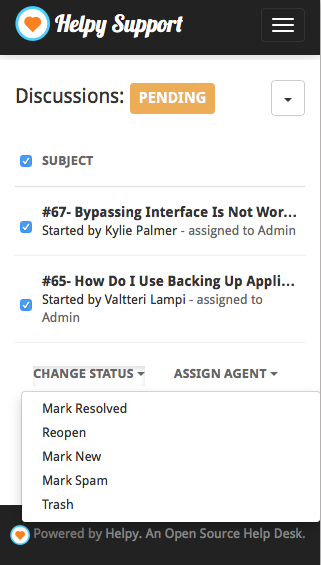 Helpy Support
Discussions: PENDING
SUBJECT
#67- Bypassing Interface Is Not Wor...
Started by Kylie Palmer - assigned to Admin
#65- How Do I Use Backing Up Appli...
Started by Valtteri Lampi - assigned to
Admin
CHANGE STATUS ASSIGN AGENT
Mark Resolved
Reopen
Mark New
Mark Spam
Trash
Powered by Helpy. An Open Source Help Desk.